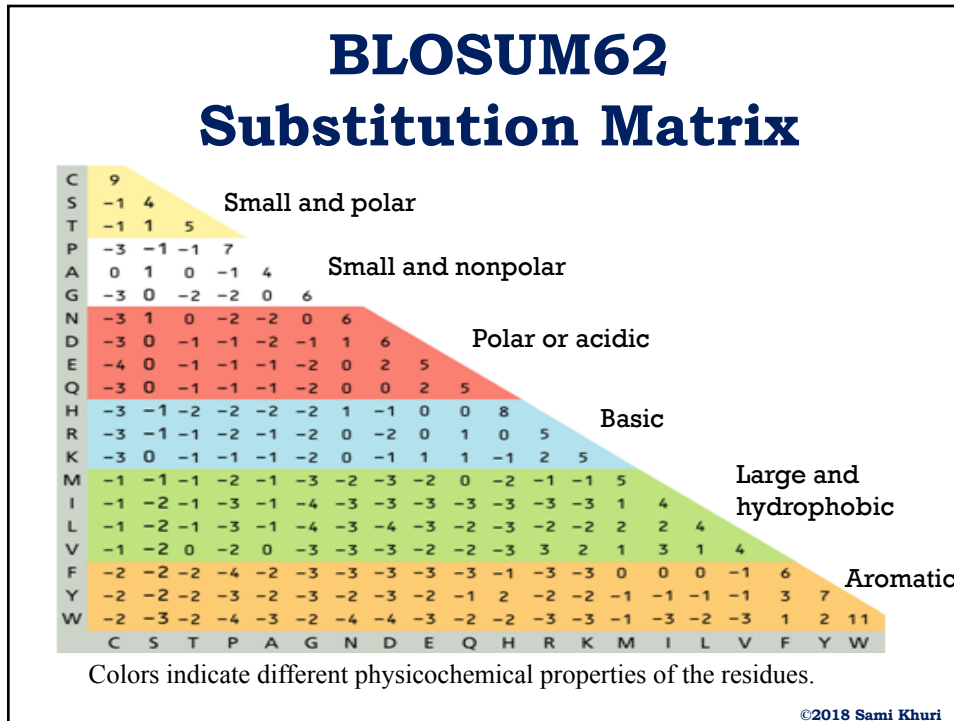 BLOSUM62
Substitution Matrix
C 9
S -1 4 Small and polar
T -1 1 5
P -3 -1 -1 7
A 0 1 0 -1 4 Small and nonpolar
G -3 0 -2 -2 0 6
N -3 1 0 -2 -2 0 6
D -3 0 -1 -1 -2 -1 1 6 Polar or acidic
E -4 0 -1 -1 -1 -2 0 2 5
Q -3 0 -1 -1 -1 -2 0 0 2 5
H -3 -1 -2 -2 -2 -2 1 -1 0 0 8 Basic
R -3 -1 -1 -2 -1 -2 0 -2 0 1 0 5
K -3 0 -1 -1 -1 -2 0 -1 1 1 -1 2 5
M -1 -1 -1 -2 -1 -3 -2 -3 -2 0 -2 -1 -1 5 Large and
I -1 -2 -1 -3 -1 -4 -3 -3 -3 -3 -3 -3 -3 1 4 hydrophobic
L -1 -2 -1 -3 -1 -4 -3 -4 -3 -2 -3 -2 -2 2 2 4
V -1 -2 0 -2 0 -3 -3 -3 -2 -2 -3 3 2 1 3 1 4
F -2 -2 -2 -4 -2 -3 -3 -3 -3 -3 -1 -3 -3 0 0 0 -1 6 Aromatic
Y -2 -2 -2 -3 -2 -3 -2 -3 -2 -1 2 -2 -2 -1 -1 -1 -1 3 7
W -2 -3 -2 -4 -3 -2 -4 -4 -3 -2 -2 -3 -3 -1 -3 -2 -3 1 2 11
C S T P A G N D E Q H R K M I L V F Y W
Colors indicate different physicochemical properties of the residues.
©2018 Sami Khuri